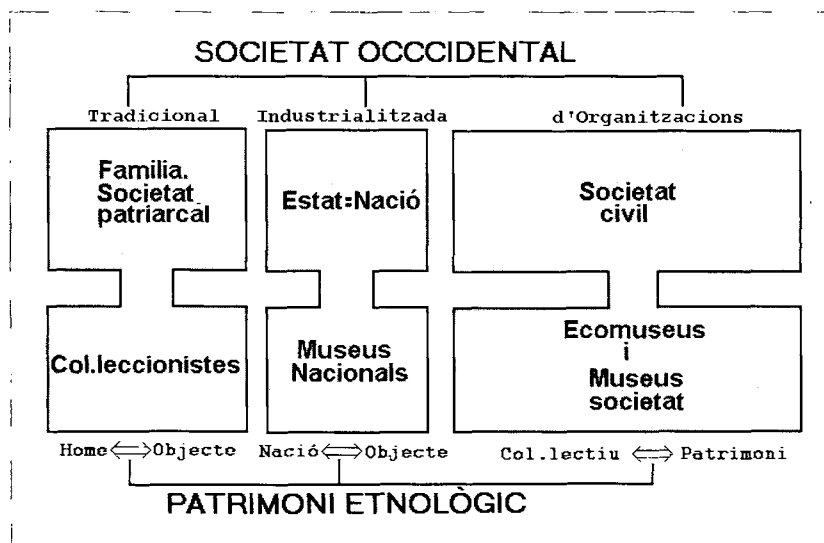 SOCIETAT OCCCIDENTAL
Tradicional Industrialitzada d'Organitzacions
Familia.
Societat
patriarcal
Estat=Nació
Societat
civil
Col.leccionistes
Museus
Nacionals
Ecomuseus
i
Museus
societat
Home⇔Objecte Nació⇔Objecte Col.lectiu ⇔ Patrimoni
PATRIMONI ETNOLÒGIC